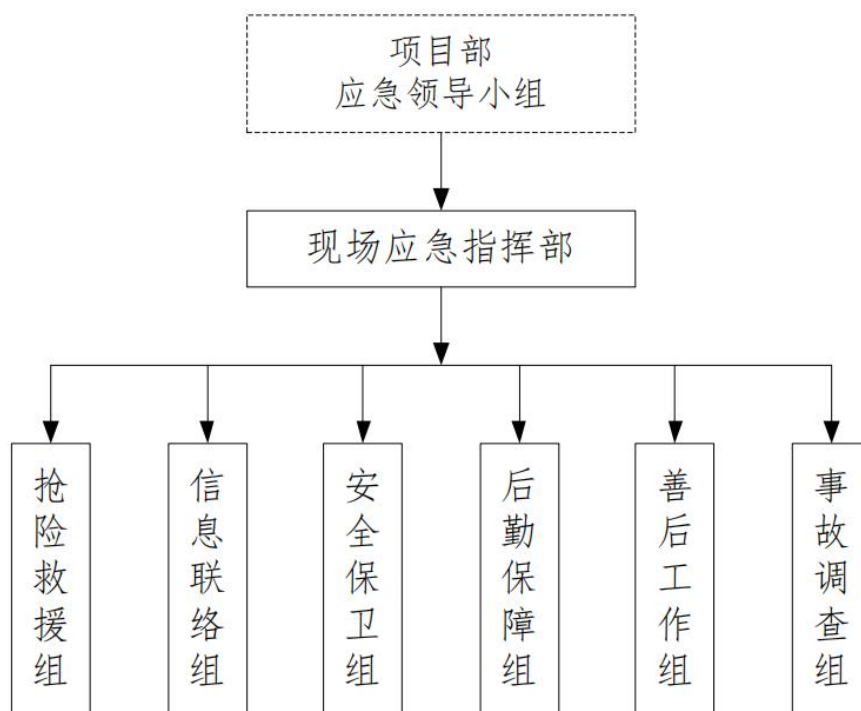 项目部
应急领导小组
现场应急指挥部
抢险救援组
信息联络组
安全保卫组
后勤保障组
善后工作组
事故调查组